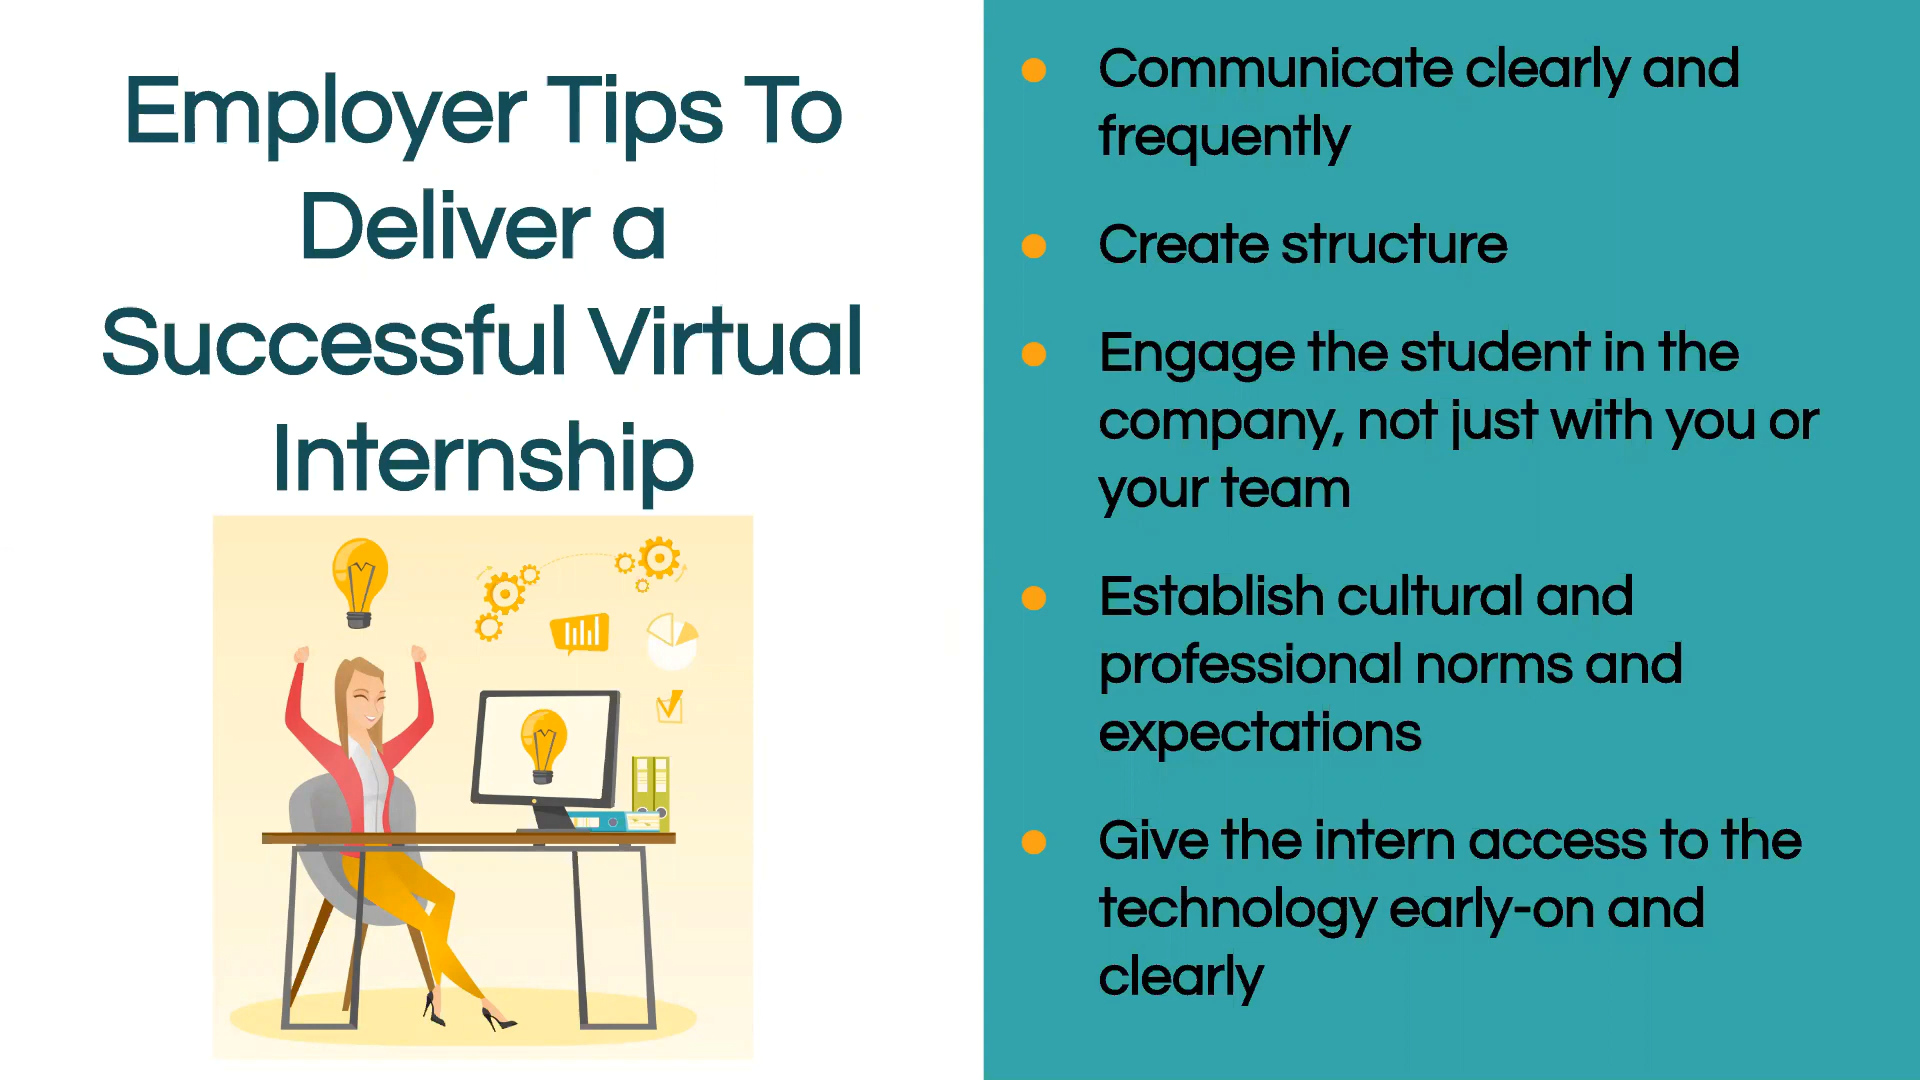 Employer Tips To
Deliver a
Successful Virtual
Internship
Communicate clearly and
frequently
Create structure
Engage the student in the
company, not just with you or
your team
Establish cultural and
professional norms and
expectations
Give the intern access to the
technology early-on and
clearly